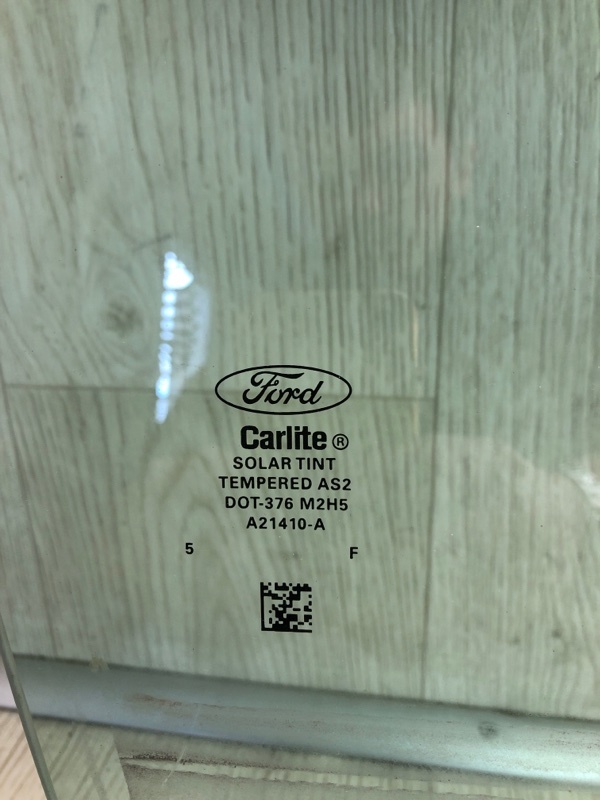 Ford
Carlite®
SOLAR TINT
TEMPERED AS2
DOT-376 M2H5
A21410-A
5 F